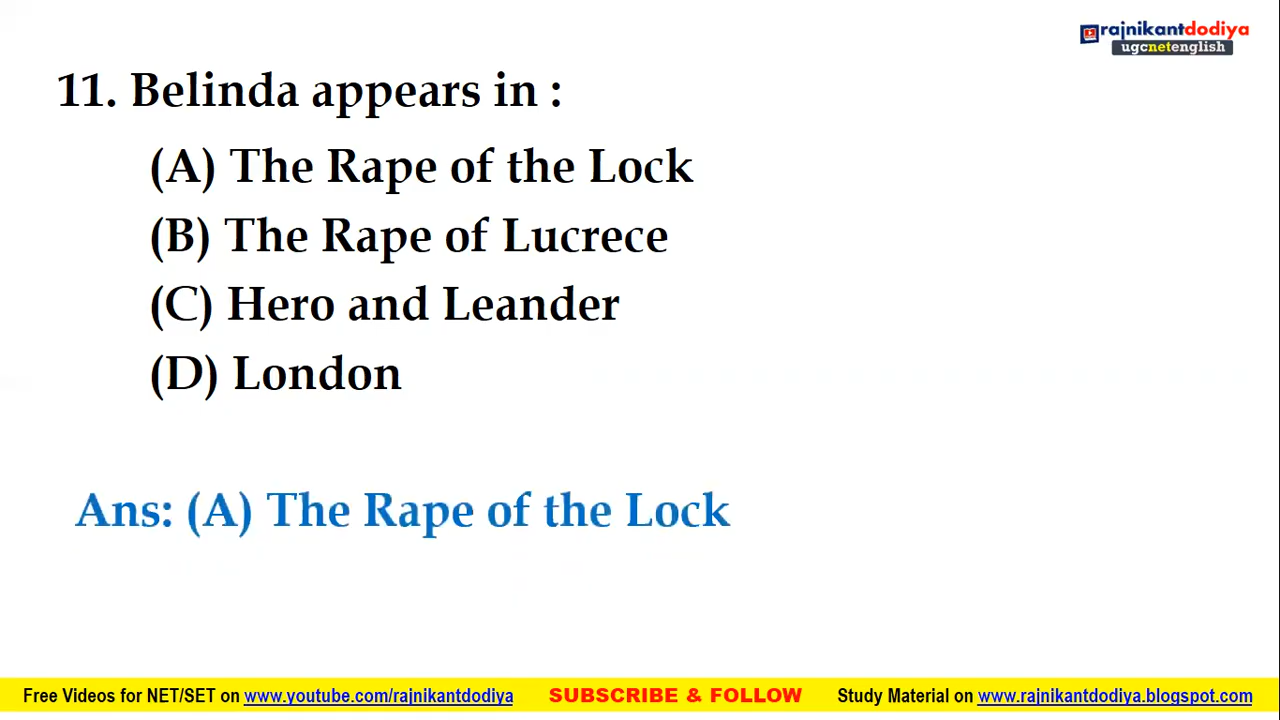 rajnikantdodiya
ugcnetenglish
11. Belinda appears in :
(A) The Rape of the Lock
(B) The Rape of Lucrece
(C) Hero and Leander
(D) London
Ans: (A) The Rape of the Lock
Free Videos for NET/SET on www.youtube.com/rajnikantdodiya SUBSCRIBE & FOLLOW Study Material on www.rajnikantdodiya.blogspot.com